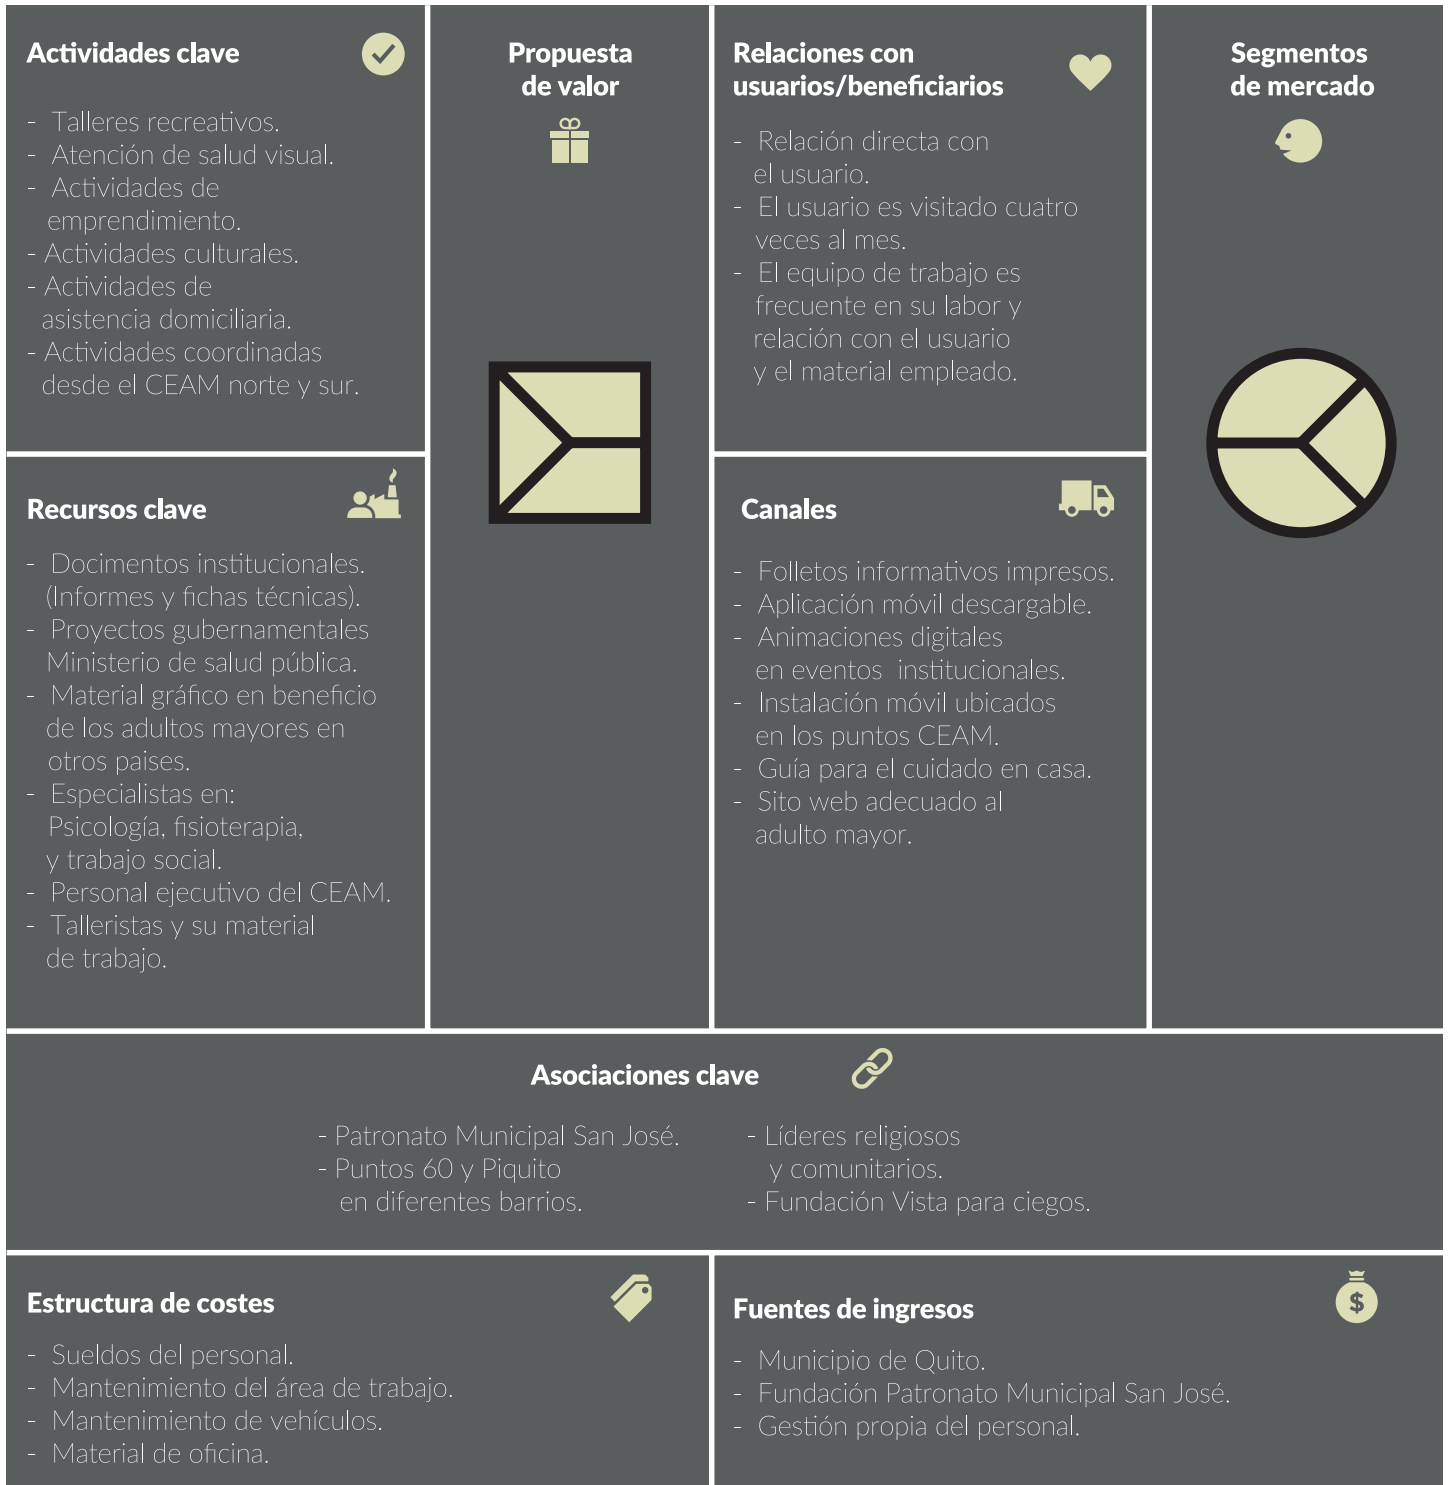 Actividades clave
- Talleres recreativos.
- Atención de salud visual.
- Actividades de
emprendimiento.
- Actividades culturales.
- Actividades de
asistencia domiciliaria.
- Actividades coordinadas
desde el CEAM norte y sur.
Propuesta
de valor
Relaciones con
usuarios/beneficiarios
- Relación directa con
el usuario.
- El usuario es visitado cuatro
veces al mes.
- El equipo de trabajo es
frecuente en su labor y
relación con el usuario
y el material empleado.
Segmentos
de mercado
Recursos clave
- Docimentos institucionales.
(Informes y fichas técnicas).
- Proyectos gubernamentales
Ministerio de salud pública.
- Material gráfico en beneficio
de los adultos mayores en
otros paises.
- Especialistas en:
Psicología, fisioterapia,
y trabajo social.
- Personal ejecutivo del CEAM.
- Talleristas y su material
de trabajo.
Canales
- Folletos informativos impresos.
- Aplicación móvil descargable.
- Animaciones digitales
en eventos institucionales.
- Instalación móvil ubicados
en los puntos CEAM.
- Guía para el cuidado en casa.
- Sito web adecuado al
adulto mayor.
Asociaciones clave
- Patronato Municipal San José.
- Puntos 60 y Piquito
en diferentes barrios.
- Líderes religiosos
y comunitarios.
- Fundación Vista para ciegos.
Estructura de costes
- Sueldos del personal.
- Mantenimiento del área de trabajo.
- Mantenimiento de vehículos.
- Material de oficina.
Fuentes de ingresos
$
- Municipio de Quito.
- Fundación Patronato Municipal San José.
- Gestión propia del personal.